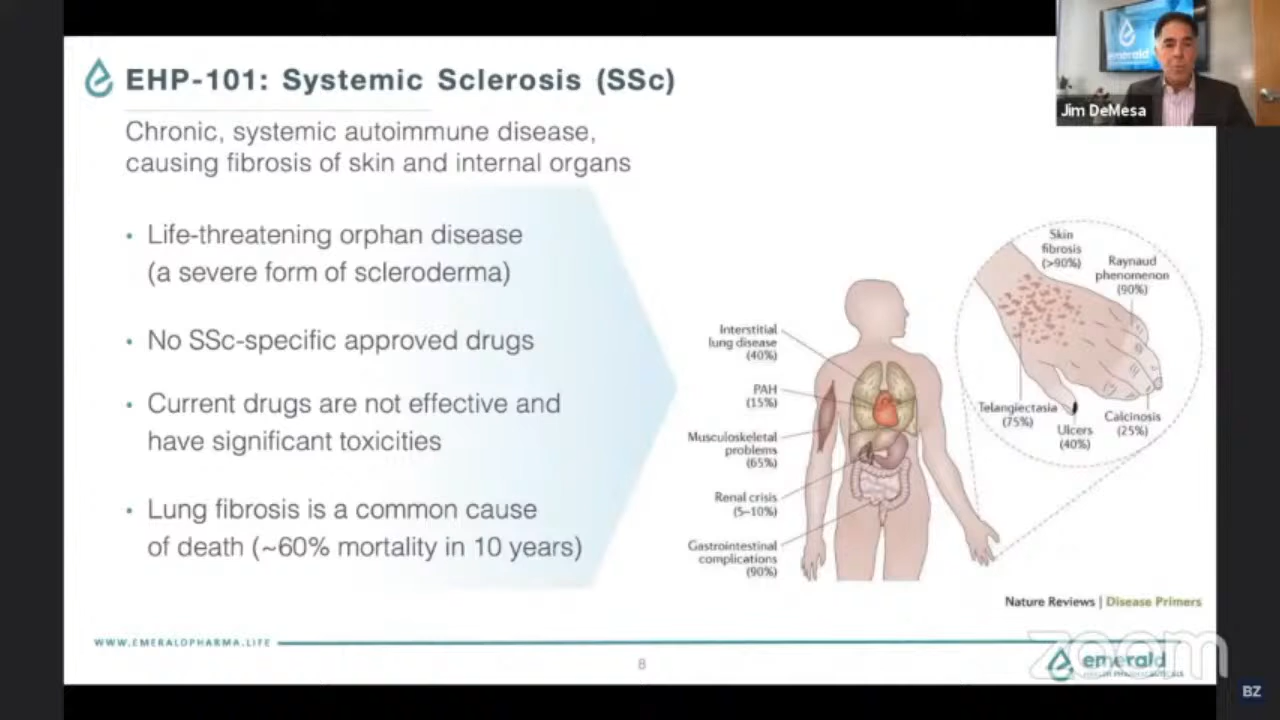 EHP-101: Systemic Sclerosis (SSc)
Chronic, systemic autoimmune disease,
causing fibrosis of skin and internal organs
• Life-threatening orphan disease
(a severe form of scleroderma)
• No SSc-specific approved drugs
• Current drugs are not effective and
have significant toxicities
• Lung fibrosis is a common cause
of death (~60% mortality in 10 years)
Interstitial
lung disease
(40%)
PAH
(15%)
Musculoskeletal
problems
(65%)
Renal crisis
(5–10%)
Gastrointestinal
complications
(90%)
Skin
fibrosis
(>90%)
Raynaud
phenomenon
(90%)
Telangiectasia
(75%)
Ulcers
(40%)
Calcinosis
(25%)
Nature Reviews | Disease Primers
WWW.EMERALDPHARMA.LIFE
8
zoom
emerald
HEALTH PHARMACEUTICALS
emerald
Jim DeMesa
BZ